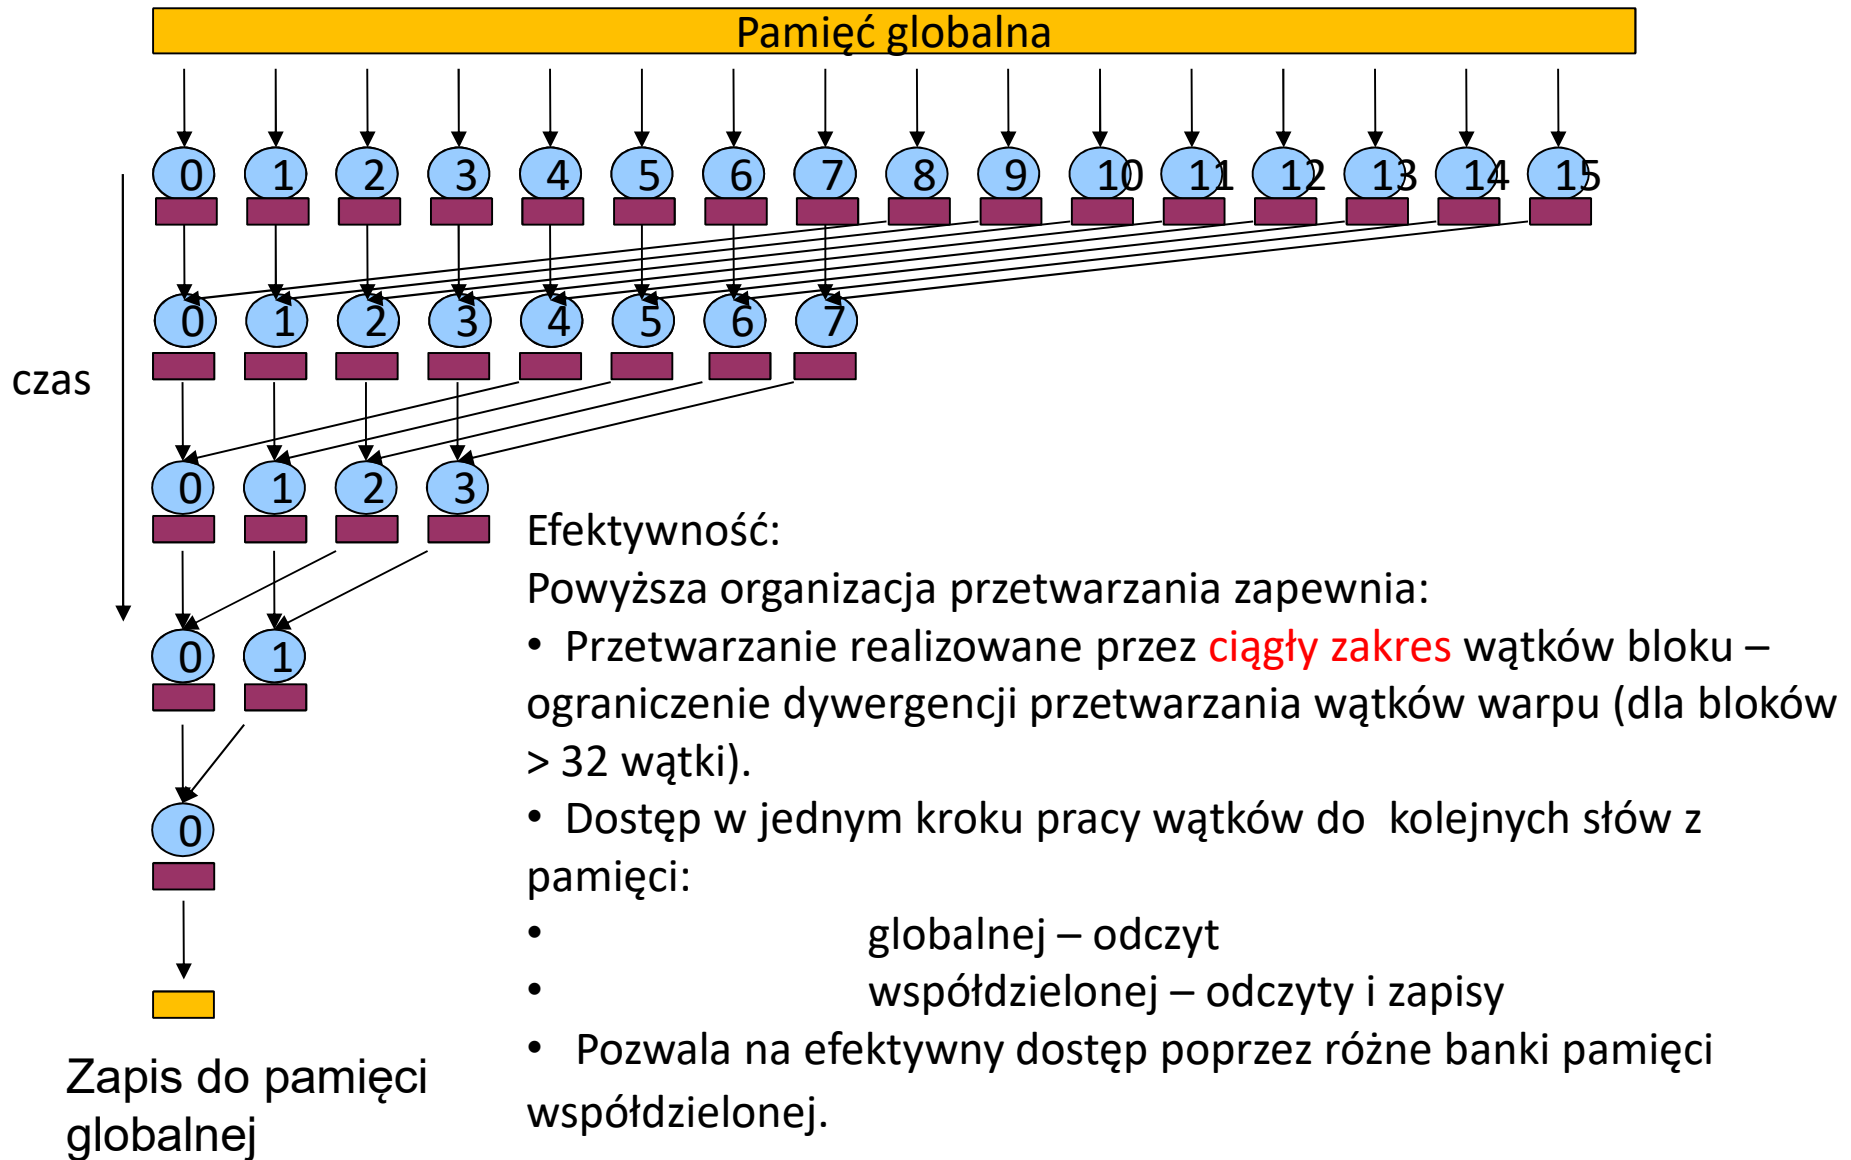 Pamięć globalna
0 1 2 3 4 5 6 7 8 9 10 11 12 13 14 15
0 1 2 3 4 5 6 7
czas
0 1 2 3
0 1
0
Efektywność:
Powyższa organizacja przetwarzania zapewnia:
• Przetwarzanie realizowane przez ciągły zakres wątków bloku –
ograniczenie dywergencji przetwarzania wątków warpu (dla bloków
> 32 wątki).
• Dostęp w jednym kroku pracy wątków do kolejnych słów z
pamięci:
• globalnej – odczyt
• współdzielonej – odczyty i zapisy
• Pozwala na efektywny dostęp poprzez różne banki pamięci
współdzielonej.
Zapis do pamięci
globalnej